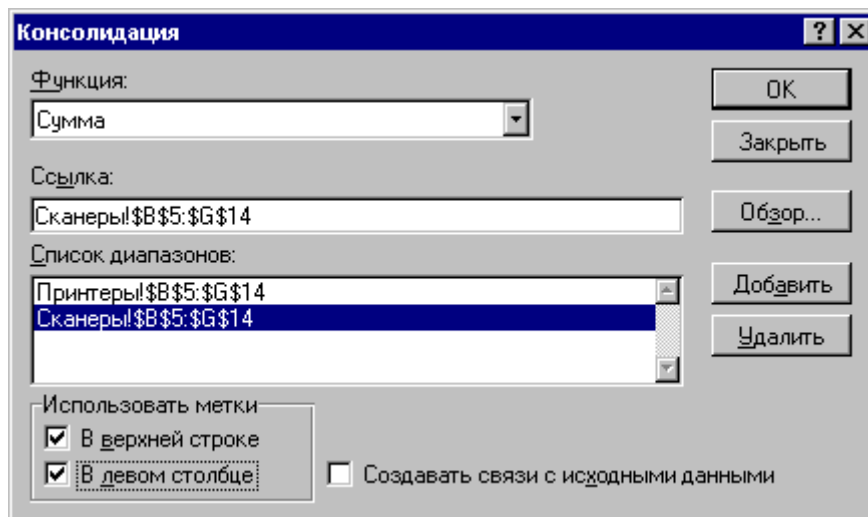 Консолидация
Функция:
Сумма
OK
Закрыть
Ссылка:
Сканеры!$B$5:$G$14
Обзор...
Список диапазонов:
Принтеры!$B$5:$G$14
Сканеры!$B$5:$G$14
Добавить
Удалить
Использовать метки
В верхней строке
В левом столбце
Создавать связи с исходными данными